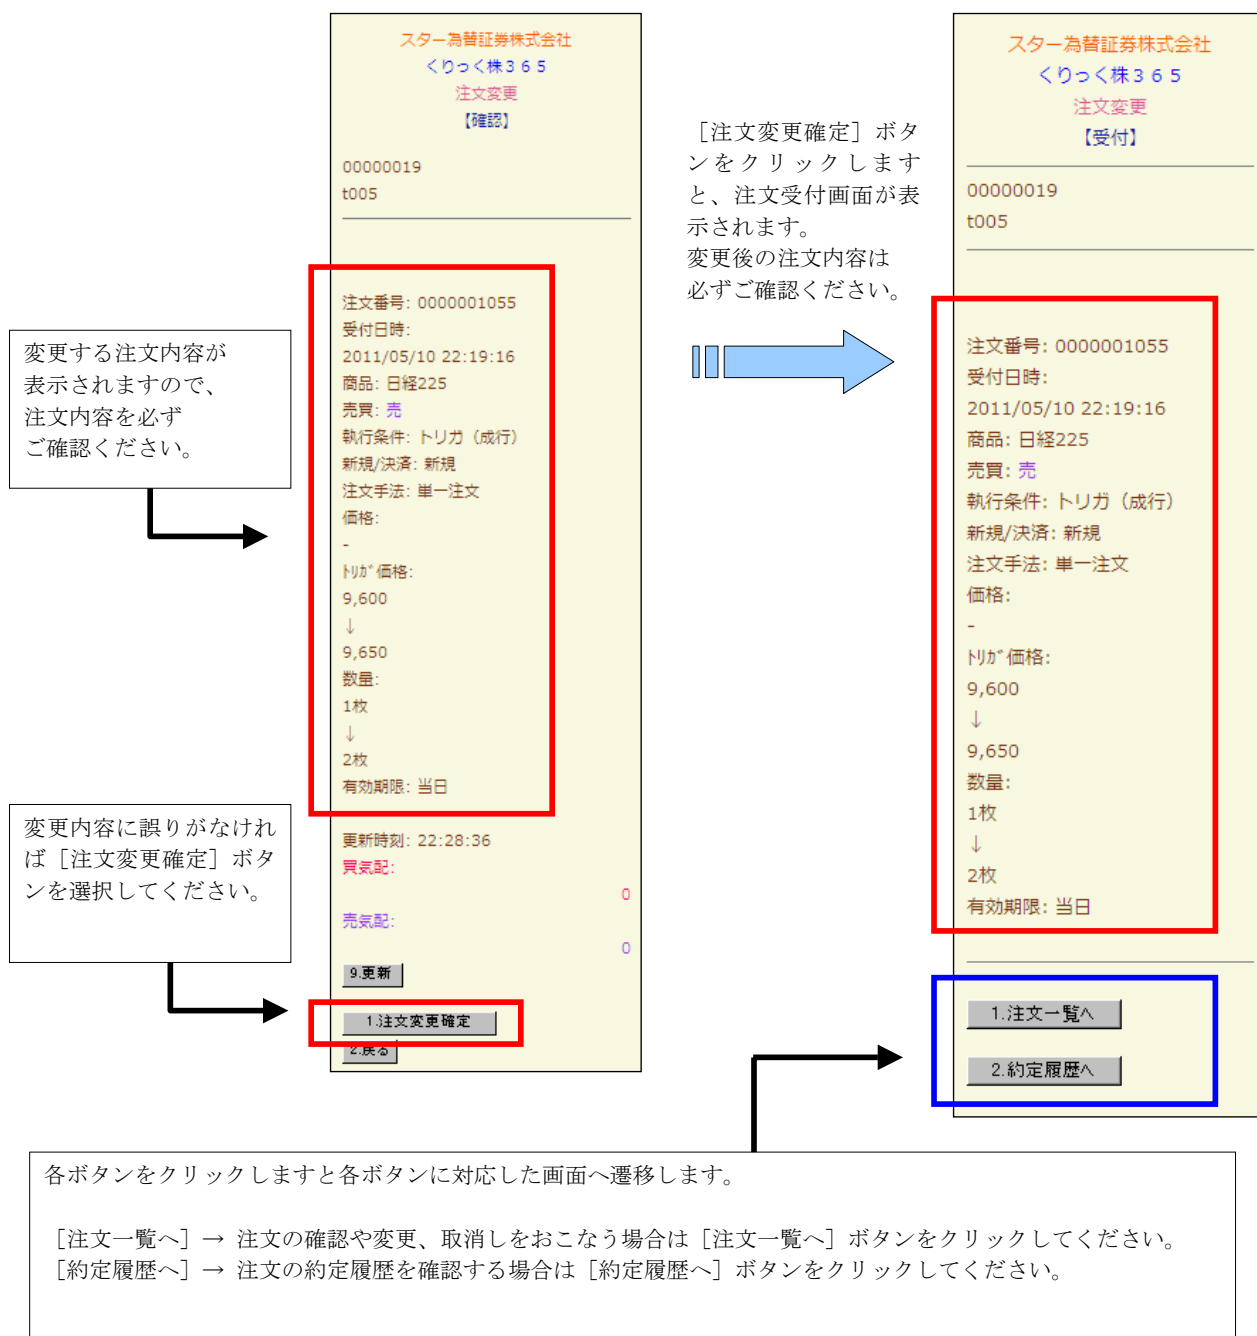 スター為替証券株式会社
くりっく株３６５
注文変更
【確認】
00000019
t005
注文番号: 0000001055
受付日時:
2011/05/10 22:19:16
商品: 日経225
売買: 売
執行条件: トリガ（成行）
新規/決済: 新規
注文手法: 単一注文
価格:
-
ﾄﾘｶﾞ価格:
9,600
↓
9,650
数量:
1枚
↓
2枚
有効期限: 当日
更新時刻: 22:28:36
買気配:
0
売気配:
0
9.更新
1.注文変更確定
2.戻る
変更する注文内容が
表示されますので、
注文内容を必ず
ご確認ください。
変更内容に誤りがなけれ
ば［注文変更確定］ボタ
ンを選択してください。
［注文変更確定］ボタ
ンをクリックします
と、注文受付画面が表
示されます。
変更後の注文内容は
必ずご確認ください。
スター為替証券株式会社
くりっく株３６５
注文変更
【受付】
00000019
t005
注文番号: 0000001055
受付日時:
2011/05/10 22:19:16
商品: 日経225
売買: 売
執行条件: トリガ（成行）
新規/決済: 新規
注文手法: 単一注文
価格:
-
ﾄﾘｶﾞ価格:
9,600
↓
9,650
数量:
1枚
↓
2枚
有効期限: 当日
1.注文一覧へ
2.約定履歴へ
各ボタンをクリックしますと各ボタンに対応した画面へ遷移します。
［注文一覧へ］→ 注文の確認や変更、取消しをおこなう場合は［注文一覧へ］ボタンをクリックしてください。
［約定履歴へ］→ 注文の約定履歴を確認する場合は［約定履歴へ］ボタンをクリックしてください。